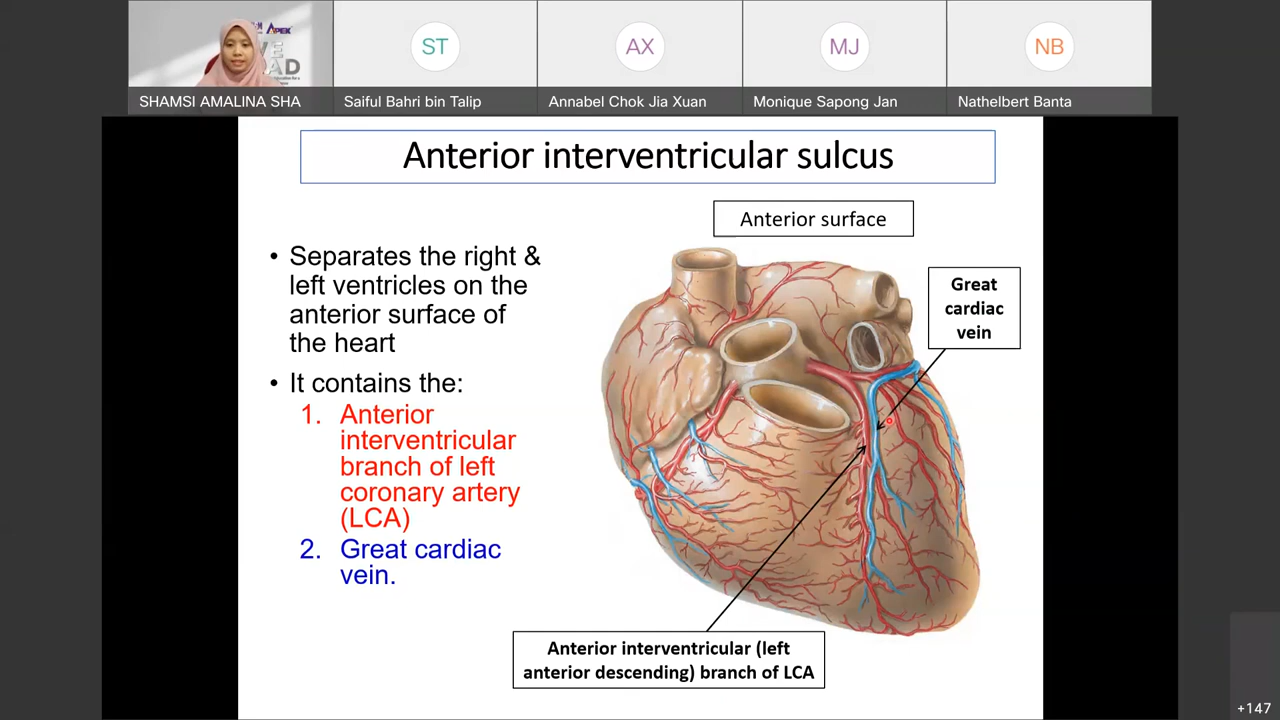 APEK
AD
SHAMSI AMALINA SHA
ST
Saiful Bahri bin Talip
AX
Annabel Chok Jia Xuan
MJ
Monique Sapong Jan
NB
Nathelbert Banta
Anterior interventricular sulcus
Anterior surface
• Separates the right &
left ventricles on the
anterior surface of
the heart
• It contains the:
1. Anterior
interventricular
branch of left
coronary artery
(LCA)
2. Great cardiac
vein.
Great
cardiac
vein
Anterior interventricular (left
anterior descending) branch of LCA
+147